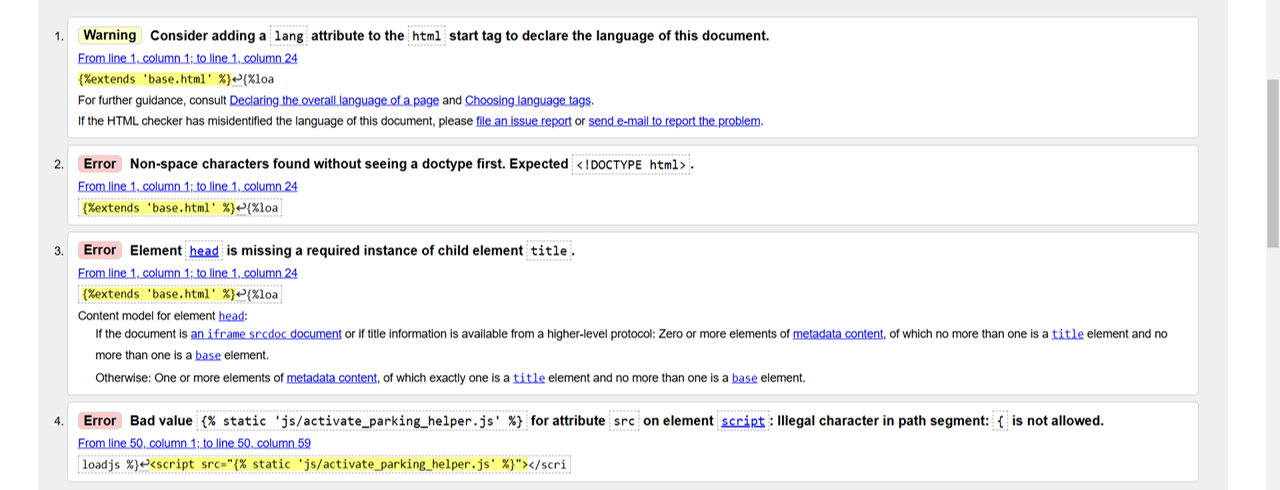 1. Warning Consider adding a lang attribute to the html start tag to declare the language of this document.
From line 1, column 1; to line 1, column 24
{%extends 'base.html' %}↩{%loa
For further guidance, consult Declaring the overall language of a page and Choosing language tags.
If the HTML checker has misidentified the language of this document, please file an issue report or send e-mail to report the problem.
2. Error Non-space characters found without seeing a doctype first. Expected <!DOCTYPE html>.
From line 1, column 1; to line 1, column 24
{%extends 'base.html' %}↩{%loa
3. Error Element head is missing a required instance of child element title.
From line 1, column 1; to line 1, column 24
{%extends 'base.html' %}↩{%loa
Content model for element head:
If the document is an iframe srcdoc document or if title information is available from a higher-level protocol: Zero or more elements of metadata content, of which no more than one is a title element and no
more than one is a base element.
Otherwise: One or more elements of metadata content, of which exactly one is a title element and no more than one is a base element.
4. Error Bad value {% static 'js/activate_parking_helper.js' %} for attribute src on element script: Illegal character in path segment: { is not allowed.
From line 50, column 1; to line 50, column 59
loadjs %}↩<script src="{% static 'js/activate_parking_helper.js' %}"></scri